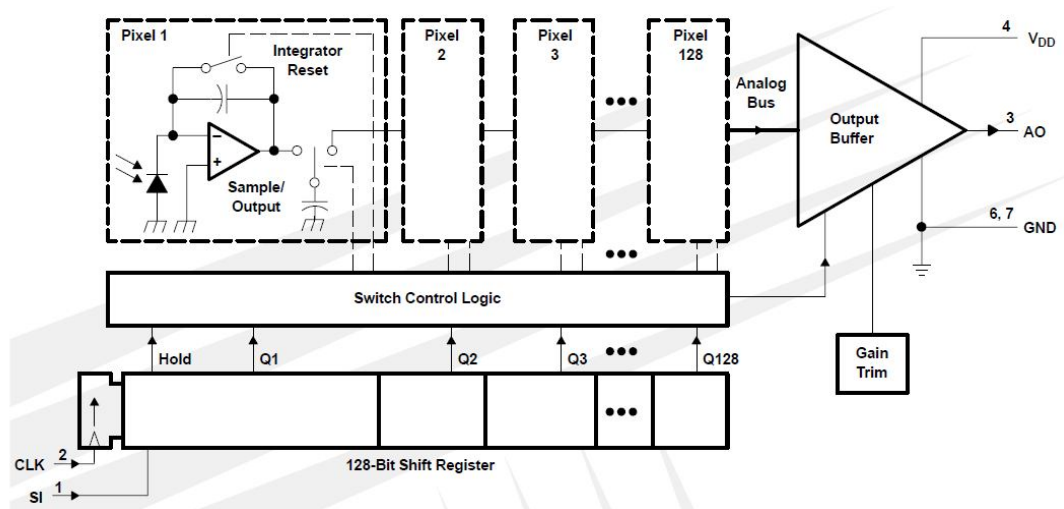 Pixel 1
Integrator
Reset
−
+
Sample/
Output
Pixel
2
Pixel
3
Pixel
128
Analog
Bus
Output
Buffer
4
VDD
3
AO
6, 7
GND
Switch Control Logic
Hold
Q1
Q2
Q3
Q128
Gain
Trim
CLK
2
SI
1
128-Bit Shift Register